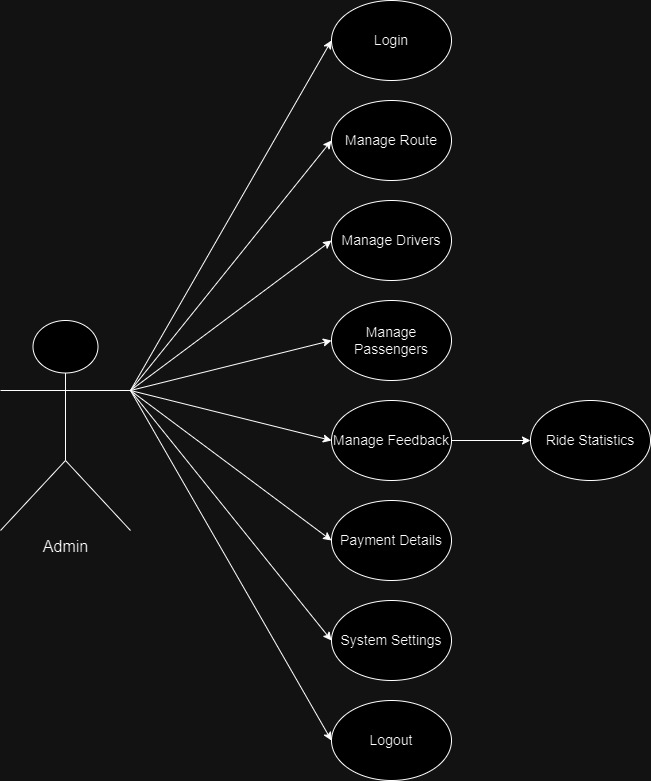 Login
Manage Route
Manage Drivers
Manage
Passengers
Manage Feedback
Ride Statistics
Payment Details
Admin
System Settings
Logout